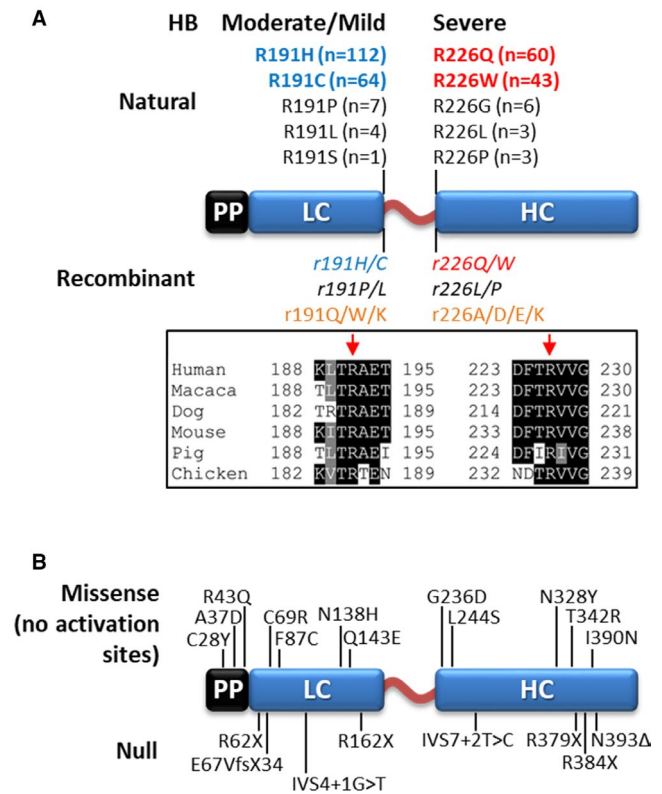 A
HB Moderate/Mild Severe
R191H (n=112) R226Q (n=60)
R191C (n=64) R226W (n=43)
Natural R191P (n=7) R226G (n=6)
R191L (n=4) R226L (n=3)
R191S (n=1) R226P (n=3)
PP LC HC
Recombinant r191H/C r226Q/W
r191P/L r226L/P
r191Q/W/K r226A/D/E/K
Human 188 KLTRAET 195 223 DFTRVVG 230
Macaca 188 TLTRAET 195 223 DFTRVVG 230
Dog 182 TRTRAET 189 214 DFTRVVG 221
Mouse 188 KITRAET 195 233 DFTRVVG 238
Pig 188 TLTRAEI 195 224 DFIRIVG 231
Chicken 182 KVTRTEN 189 232 NDTRVVG 239
B
Missense (no activation sites)
R43Q A37D C28Y C69R F87C N138H Q143E G236D L244S N328Y T342R I390N
PP LC HC
Null
R62X E67VfsX34 IVS4+1G>T R162X IVS7+2T>C R379X R384X N393Δ